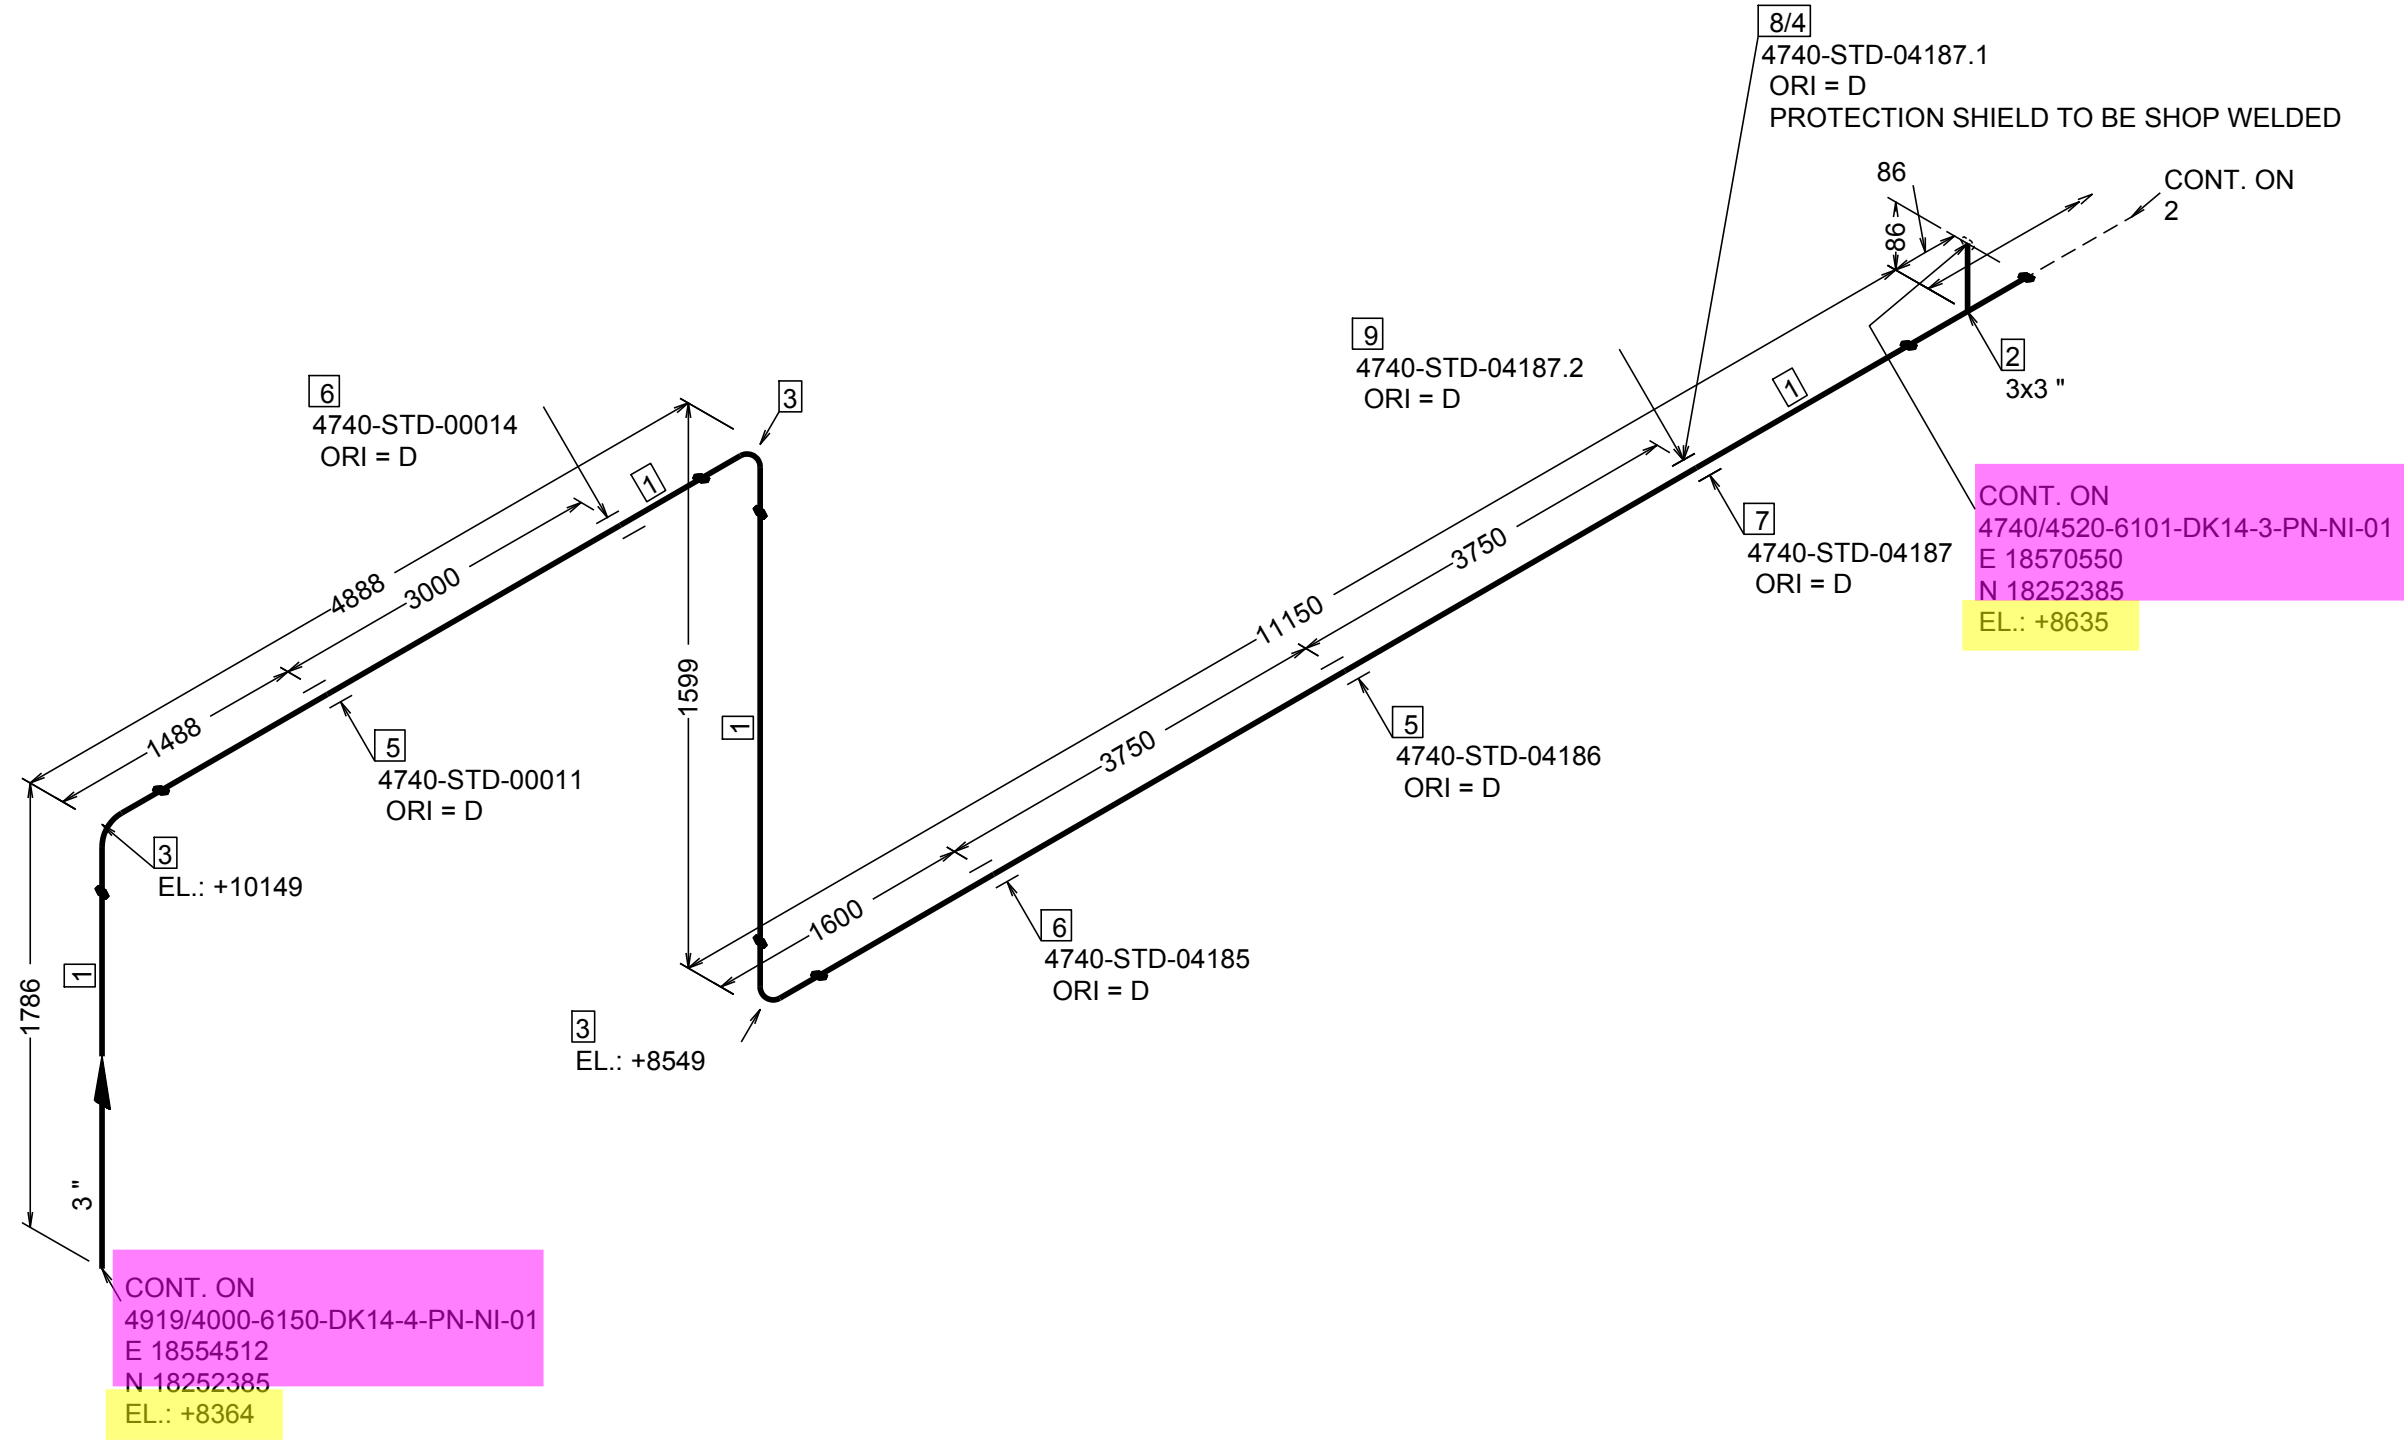 8/4
4740-STD-04187.1
ORI = D
PROTECTION SHIELD TO BE SHOP WELDED
86
CONT. ON
2
86
9
4740-STD-04187.2
ORI = D
2
3x3 "
1
6
4740-STD-00014
ORI = D
3
1
4888
3000
3750
7
4740-STD-04187
ORI = D
CONT. ON
4740/4520-6101-DK14-3-PN-NI-01
E 18570550
N 18252385
EL.: +8635
11150
1599
1
1488
5
4740-STD-00011
ORI = D
3750
5
4740-STD-04186
ORI = D
3
EL.: +10149
1600
6
4740-STD-04185
ORI = D
1786
1
3
EL.: +8549
3 "
CONT. ON
4919/4000-6150-DK14-4-PN-NI-01
E 18554512
N 18252385
EL.: +8364